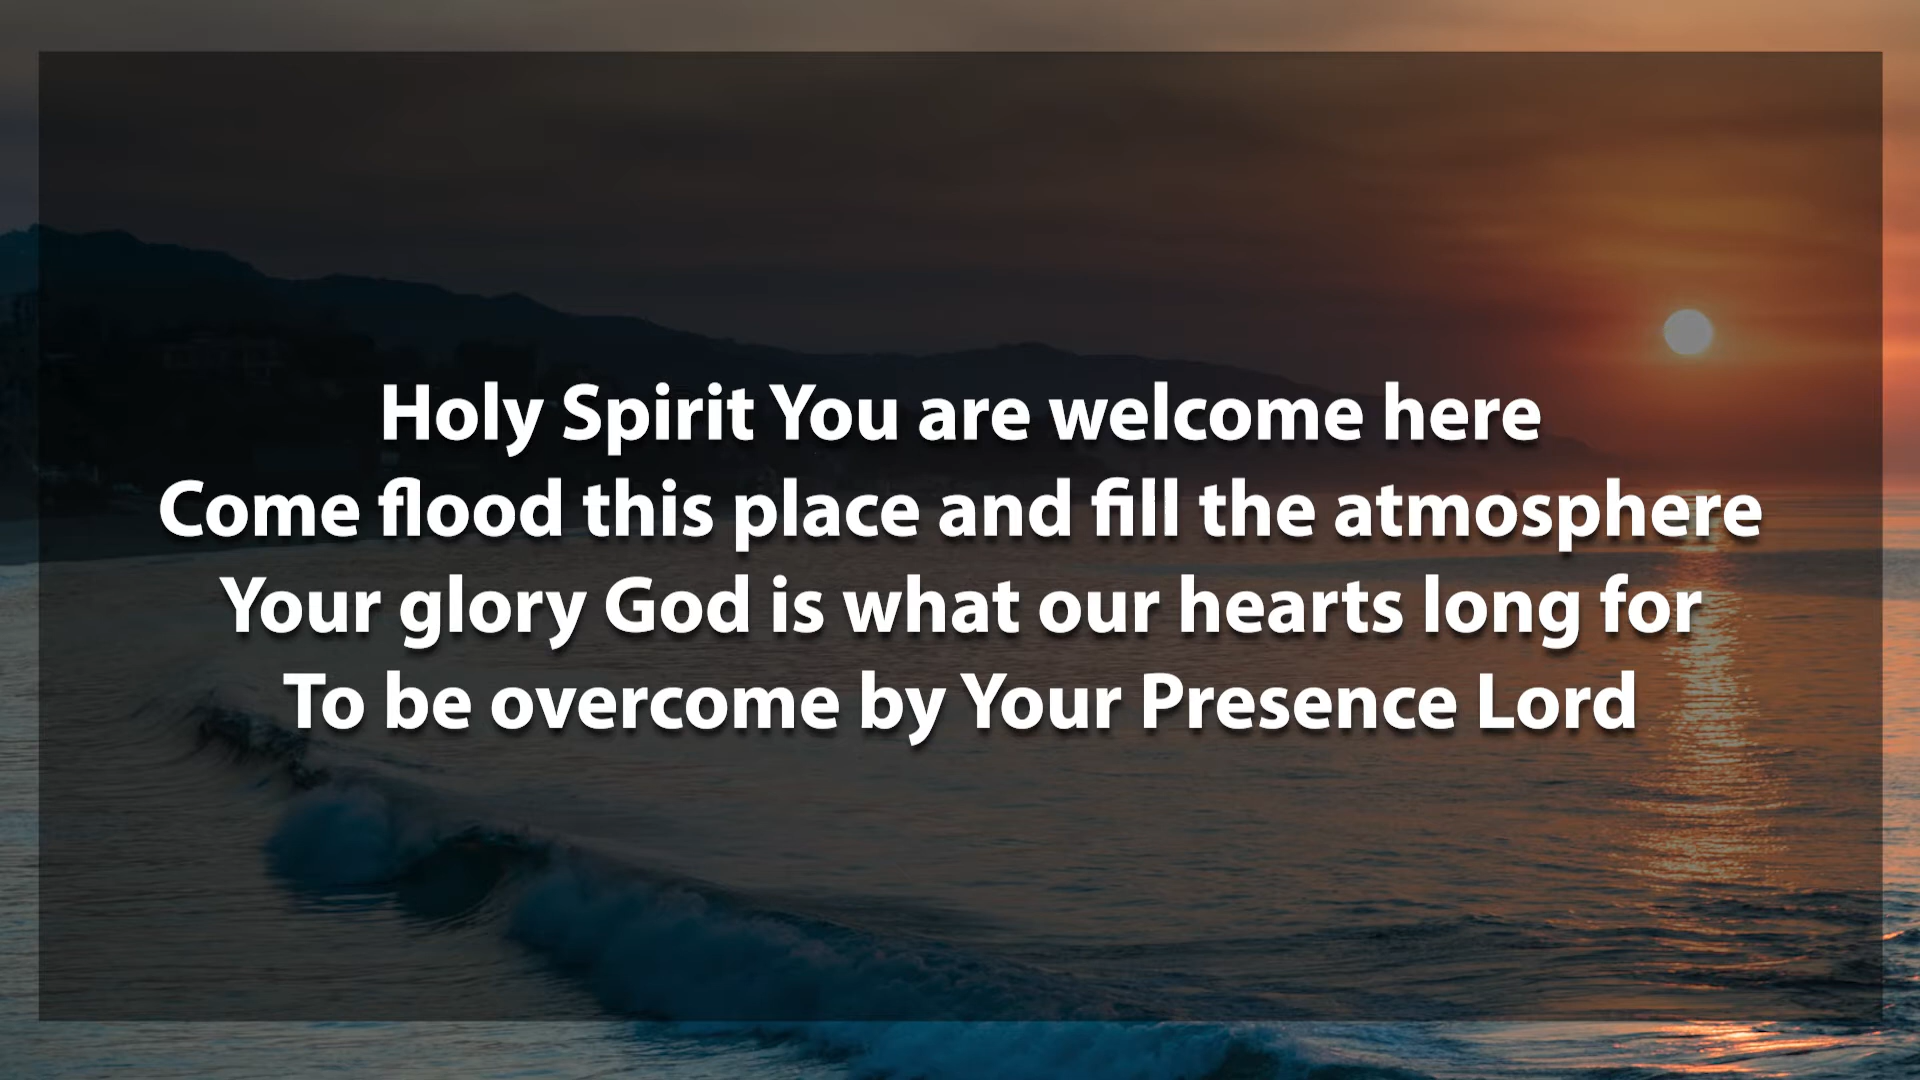 Holy Spirit You are welcome here
Come flood this place and fill the atmosphere
Your glory God is what our hearts long for
To be overcome by Your Presence Lord